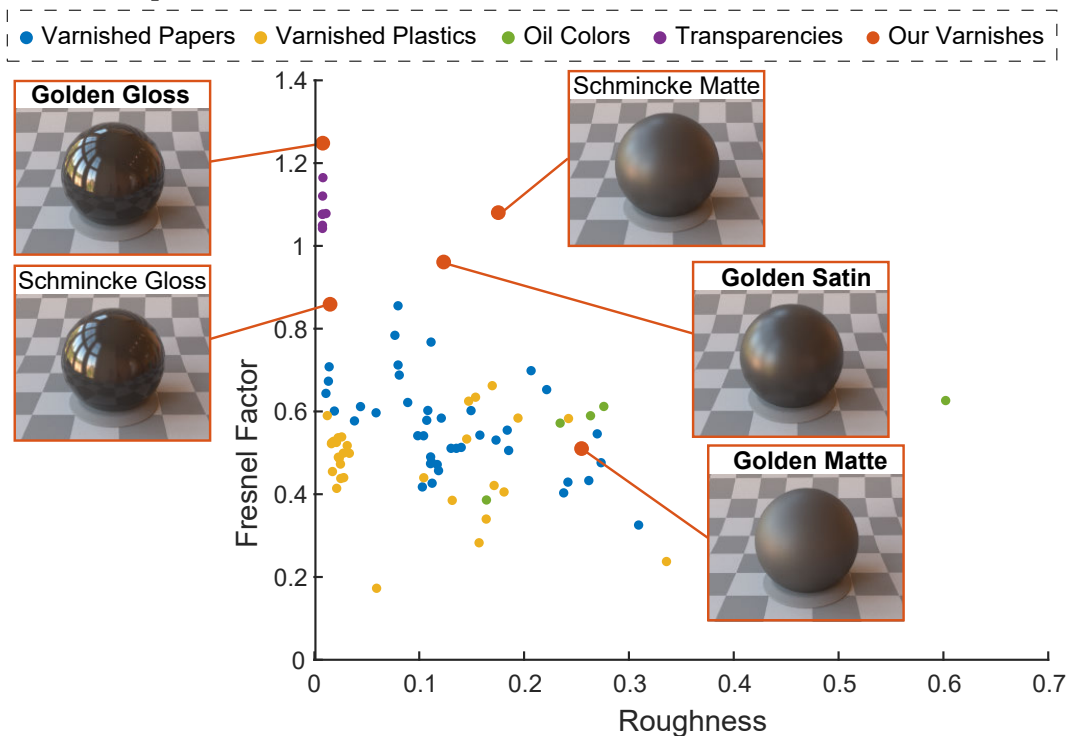 Varnished Papers Varnished Plastics Oil Colors Transparencies Our Varnishes
Golden Gloss
Schmincke Gloss
Schmincke Matte
Golden Satin
Golden Matte
Fresnel Factor
1.4
1.2
1
0.8
0.6
0.4
0.2
0
0 0.1 0.2 0.3 0.4 0.5 0.6 0.7
Roughness